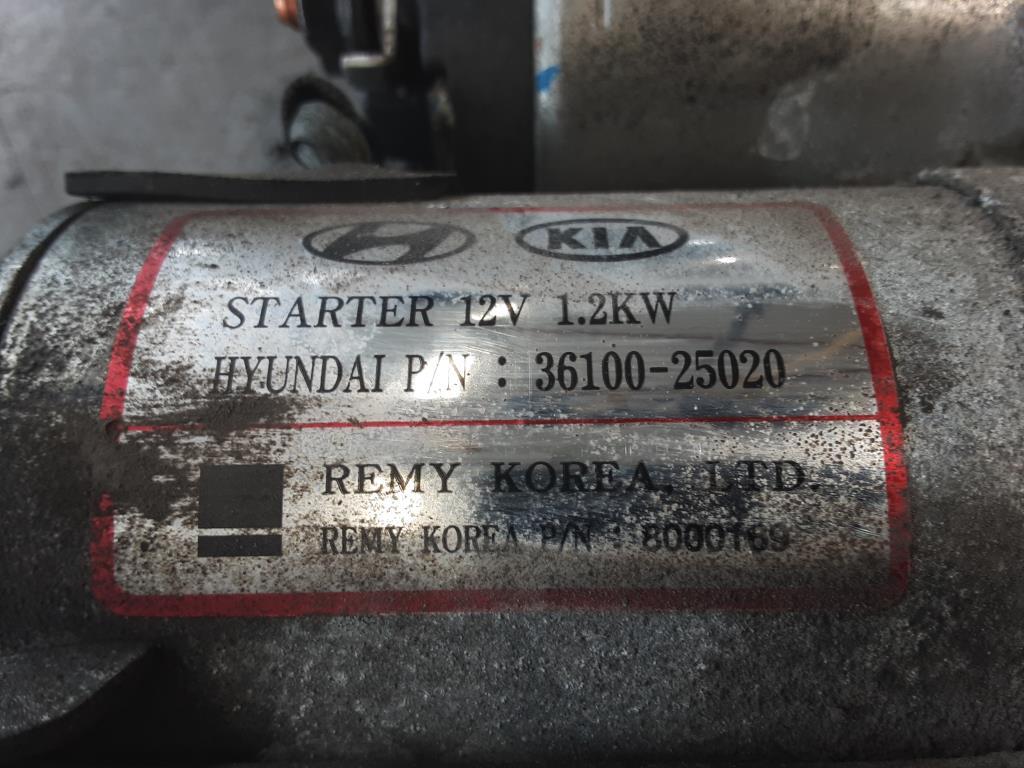 KIA
STARTER 12V 1.2KW
HYUNDAI P/N : 36100-25020
REMY KOREA, LTD.
REMY KOREA P/N : 8000169